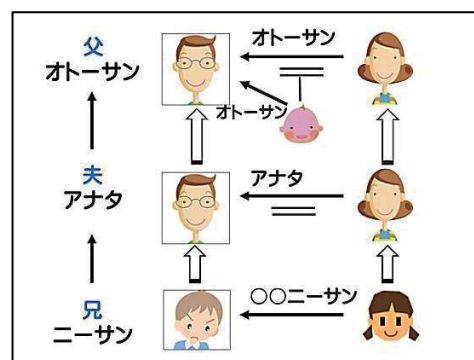 父
オトーサン
オトーサン
オトーサン
夫
アナタ
アナタ
兄
ニーサン
○○ニーサン